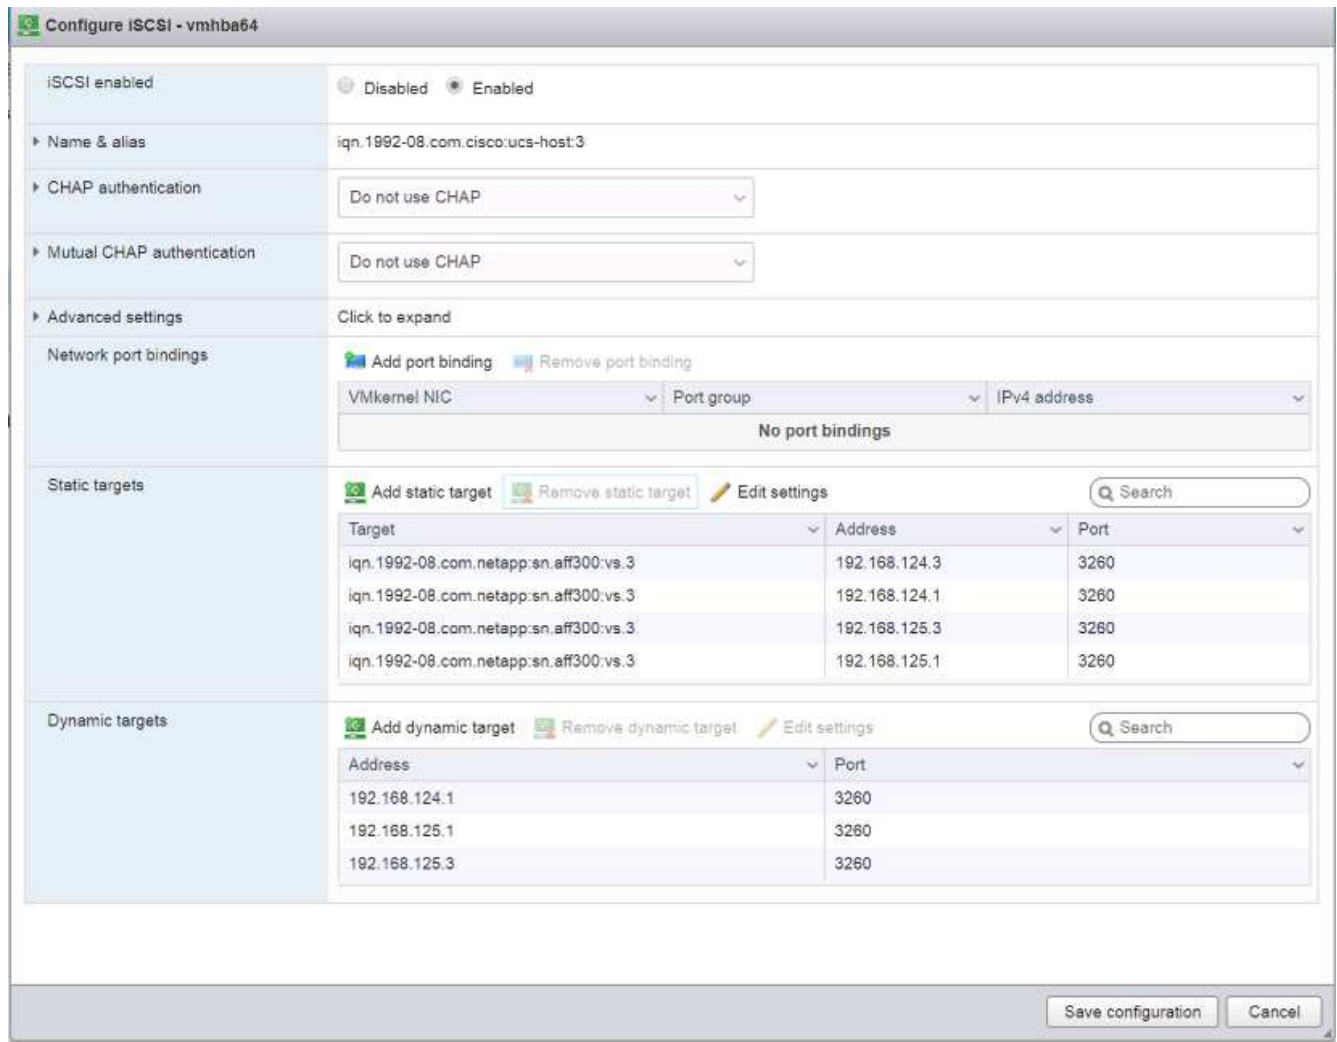 Configure iSCSI - vmhba64
iSCSI enabled
Disabled Enabled
Name & alias iqn.1992-08.com.cisco:ucs-host:3
CHAP authentication Do not use CHAP
Mutual CHAP authentication Do not use CHAP
Advanced settings Click to expand
Network port bindings Add port binding Remove port binding
VMkernel NIC Port group IPv4 address
No port bindings
Static targets Add static target Remove static target Edit settings Search
Target Address Port
iqn.1992-08.com.netapp:sn.aff300:vs.3 192.168.124.3 3260
iqn.1992-08.com.netapp:sn.aff300:vs.3 192.168.124.1 3260
iqn.1992-08.com.netapp:sn.aff300:vs.3 192.168.125.3 3260
iqn.1992-08.com.netapp:sn.aff300:vs.3 192.168.125.1 3260
Dynamic targets Add dynamic target Remove dynamic target Edit settings Search
Address Port
192.168.124.1 3260
192.168.125.1 3260
192.168.125.3 3260
Save configuration Cancel